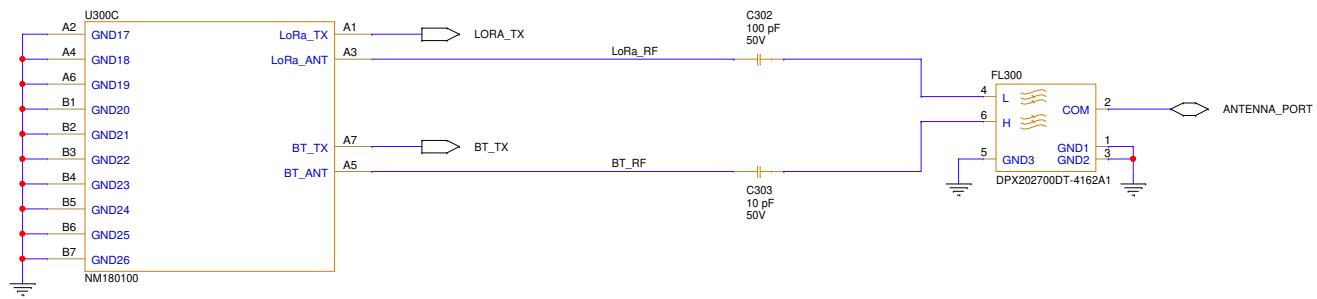 U300C
A2 GND17 LoRa_TX A1 LORA_TX
A4 GND18 LoRa_ANT A3 LoRa_RF
A6 GND19
B1 GND20
B2 GND21
B3 GND22 BT_TX A7 BT_TX
B4 GND23 BT_ANT A5 BT_RF
B5 GND24
B6 GND25
B7 GND26
NM180100
C302
100 pF
50V
C303
10 pF
50V
FL300
4 L
COM 2 ANTENNA_PORT
6 H
GND1 1
5 GND3 GND2 3
DPX202700DT-4162A1